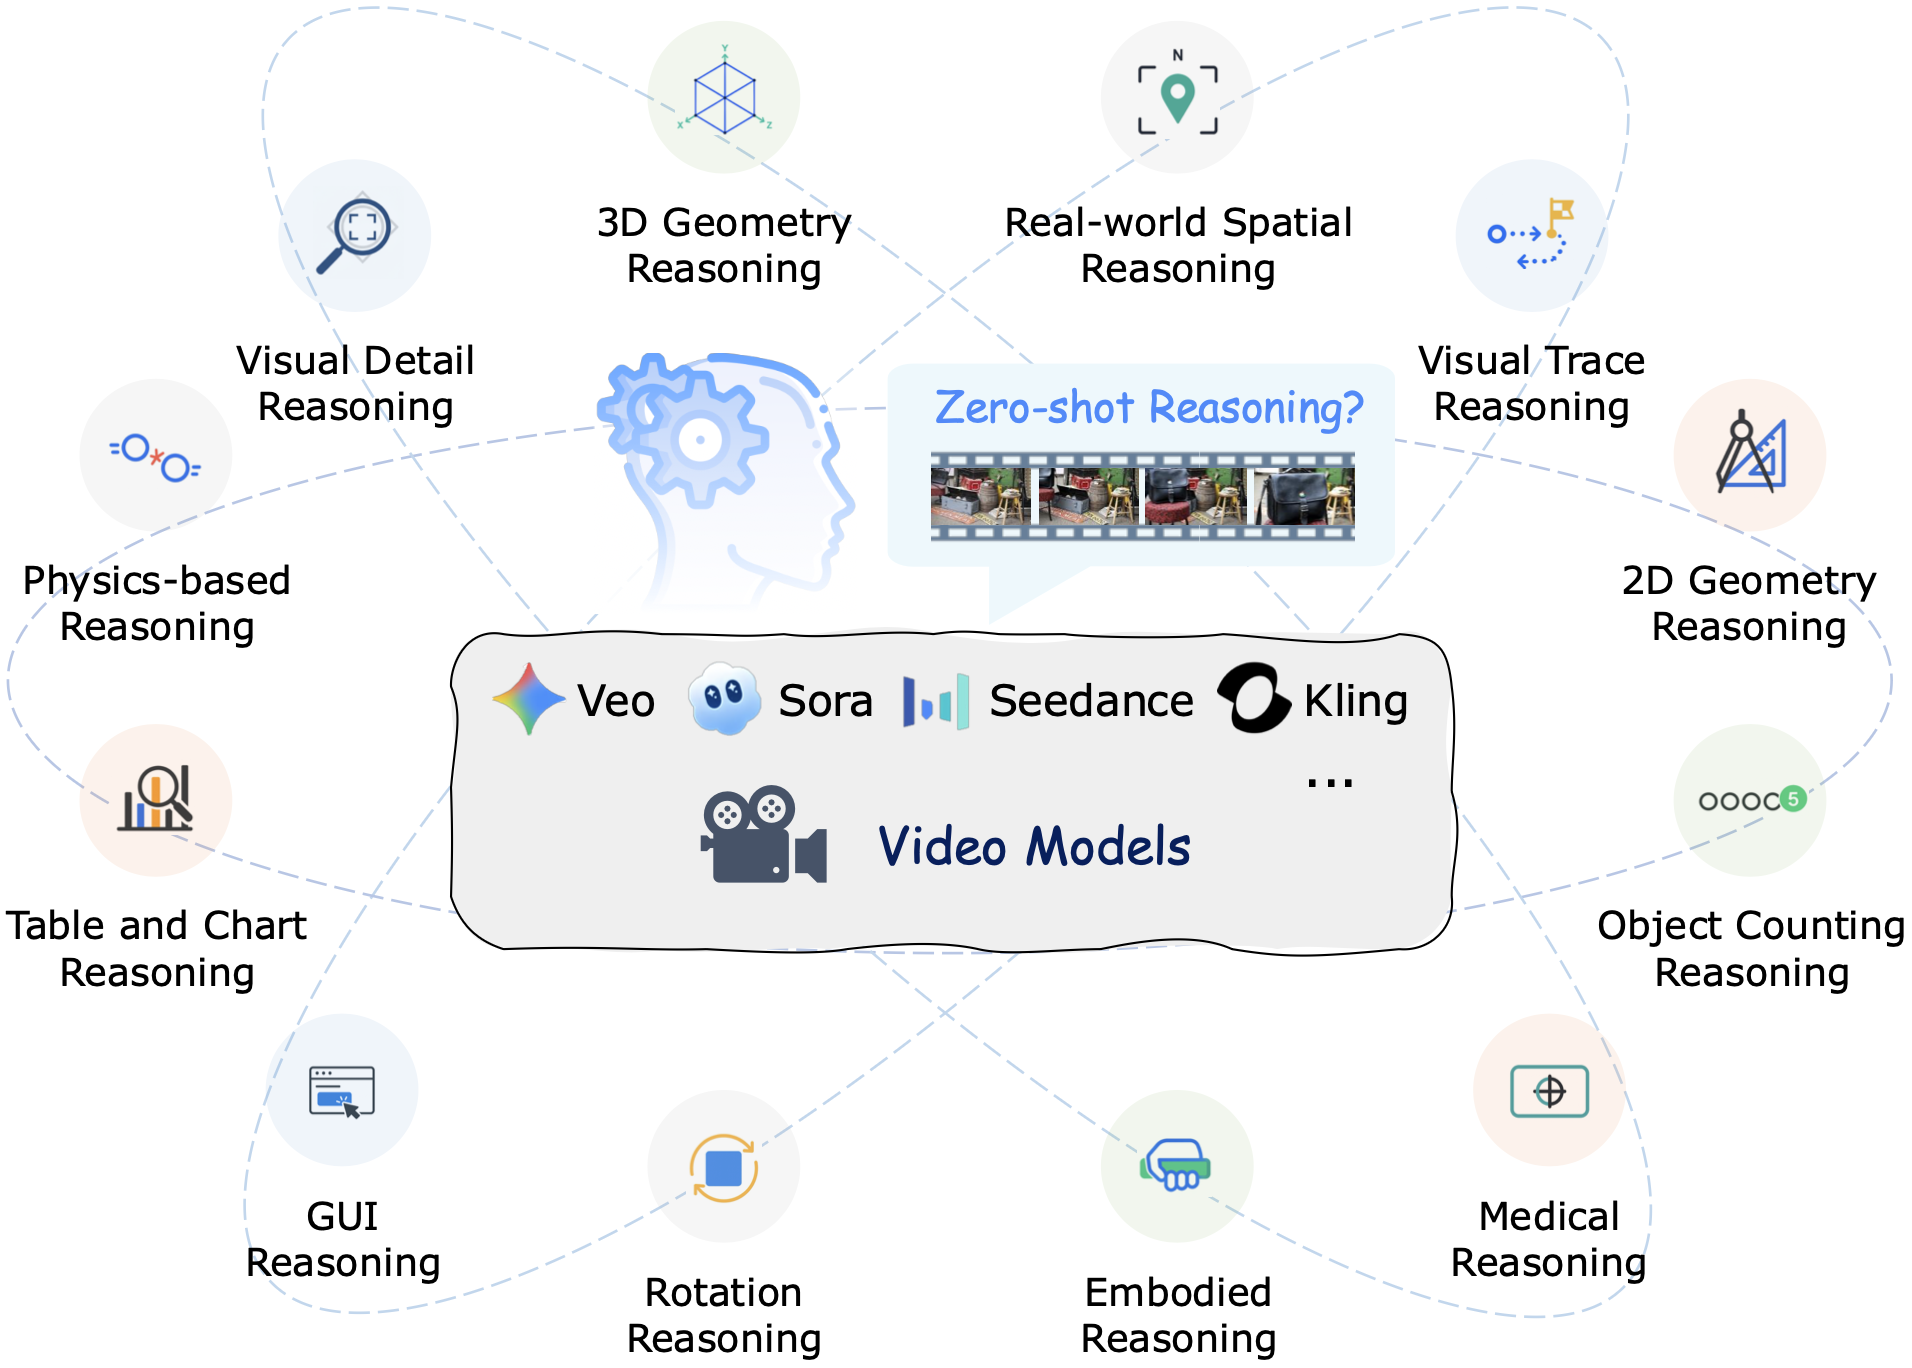 Y
X
Z
N
3D Geometry
Reasoning
Real-world Spatial
Reasoning
Visual Detail
Reasoning
Visual Trace
Reasoning
Zero-shot Reasoning?
Physics-based
Reasoning
2D Geometry
Reasoning
Veo
Sora
Seedance
Kling
...
Video Models
5
Table and Chart
Reasoning
Object Counting
Reasoning
GUI
Reasoning
Medical
Reasoning
Rotation
Reasoning
Embodied
Reasoning